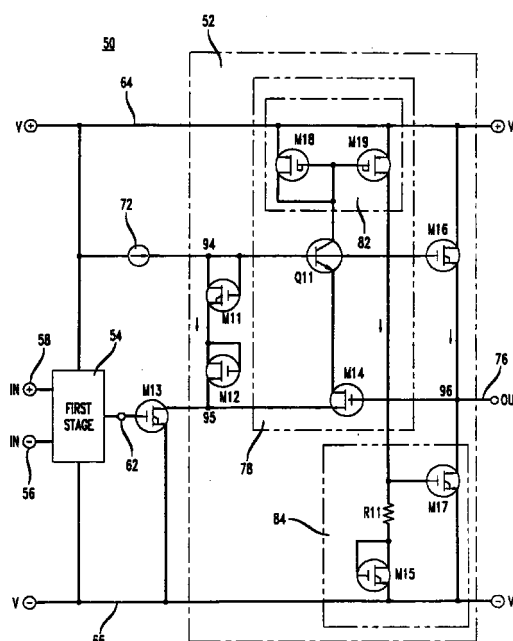 50
52
64
V +
+ V
M18
M19
72
94
82
M16
Q11
M11
58
54
M12
M14
96
76
IN +
M13
OU
FIRST
STAGE
95
IN −
62
78
M17
56
84
R11
M15
V −
− V
66